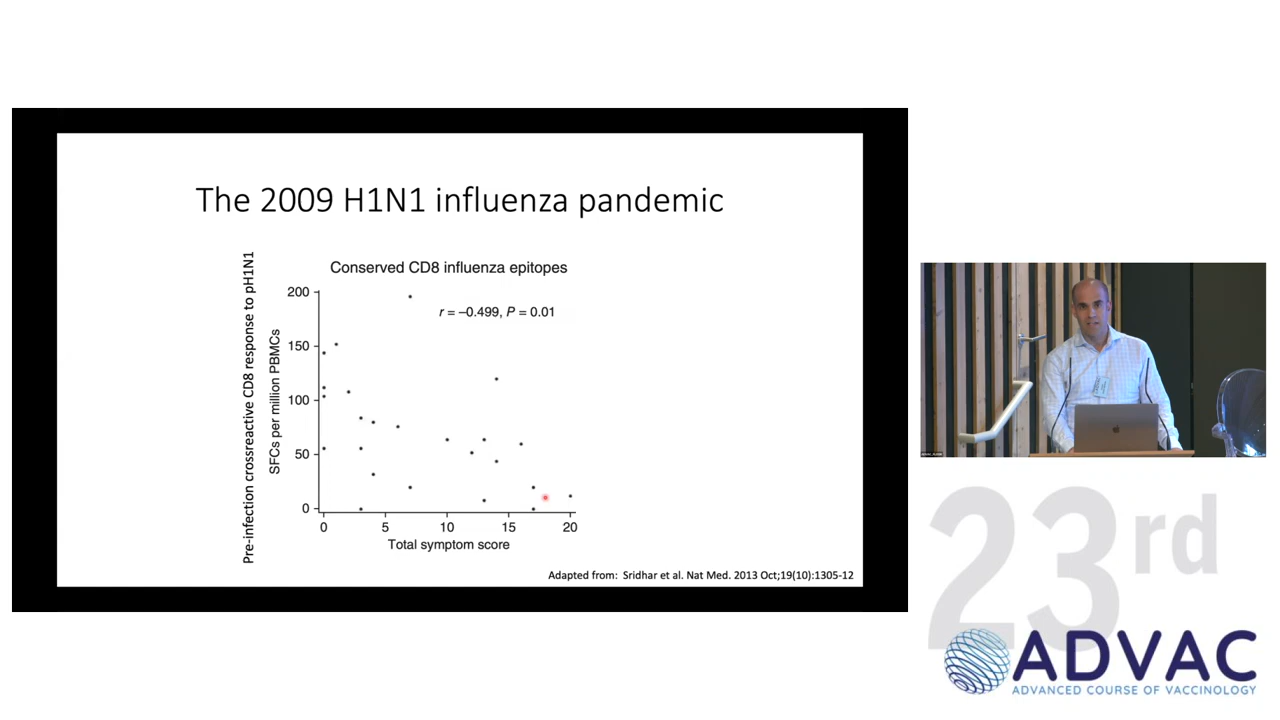 The 2009 H1N1 influenza pandemic
Pre-infection crossreactive CD8 response to pH1N1
SFCs per million PBMCs
Conserved CD8 influenza epitopes
r = –0.499, P = 0.01
200
150
100
50
0
0 5 10 15 20
Total symptom score
Adapted from: Sridhar et al. Nat Med. 2013 Oct;19(10):1305-12
23rd
ADVAC
ADVANCED COURSE OF VACCINOLOGY